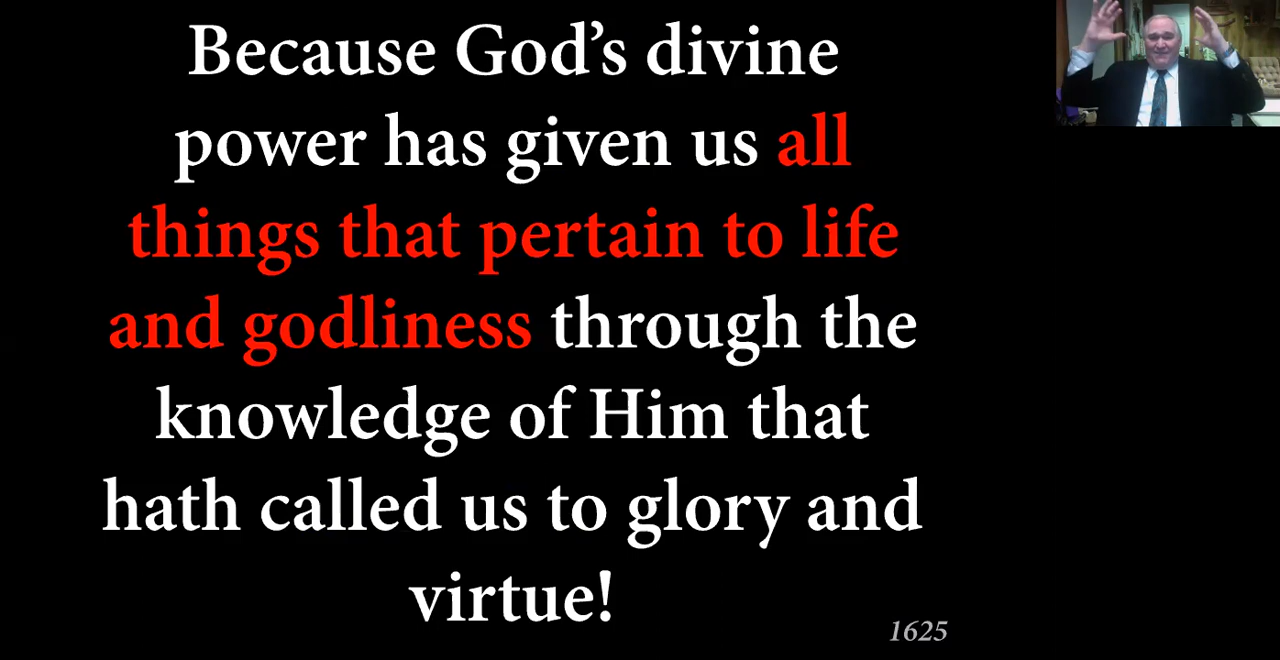 Because God’s divine
power has given us all
things that pertain to life
and godliness through the
knowledge of Him that
hath called us to glory and
virtue!
1625